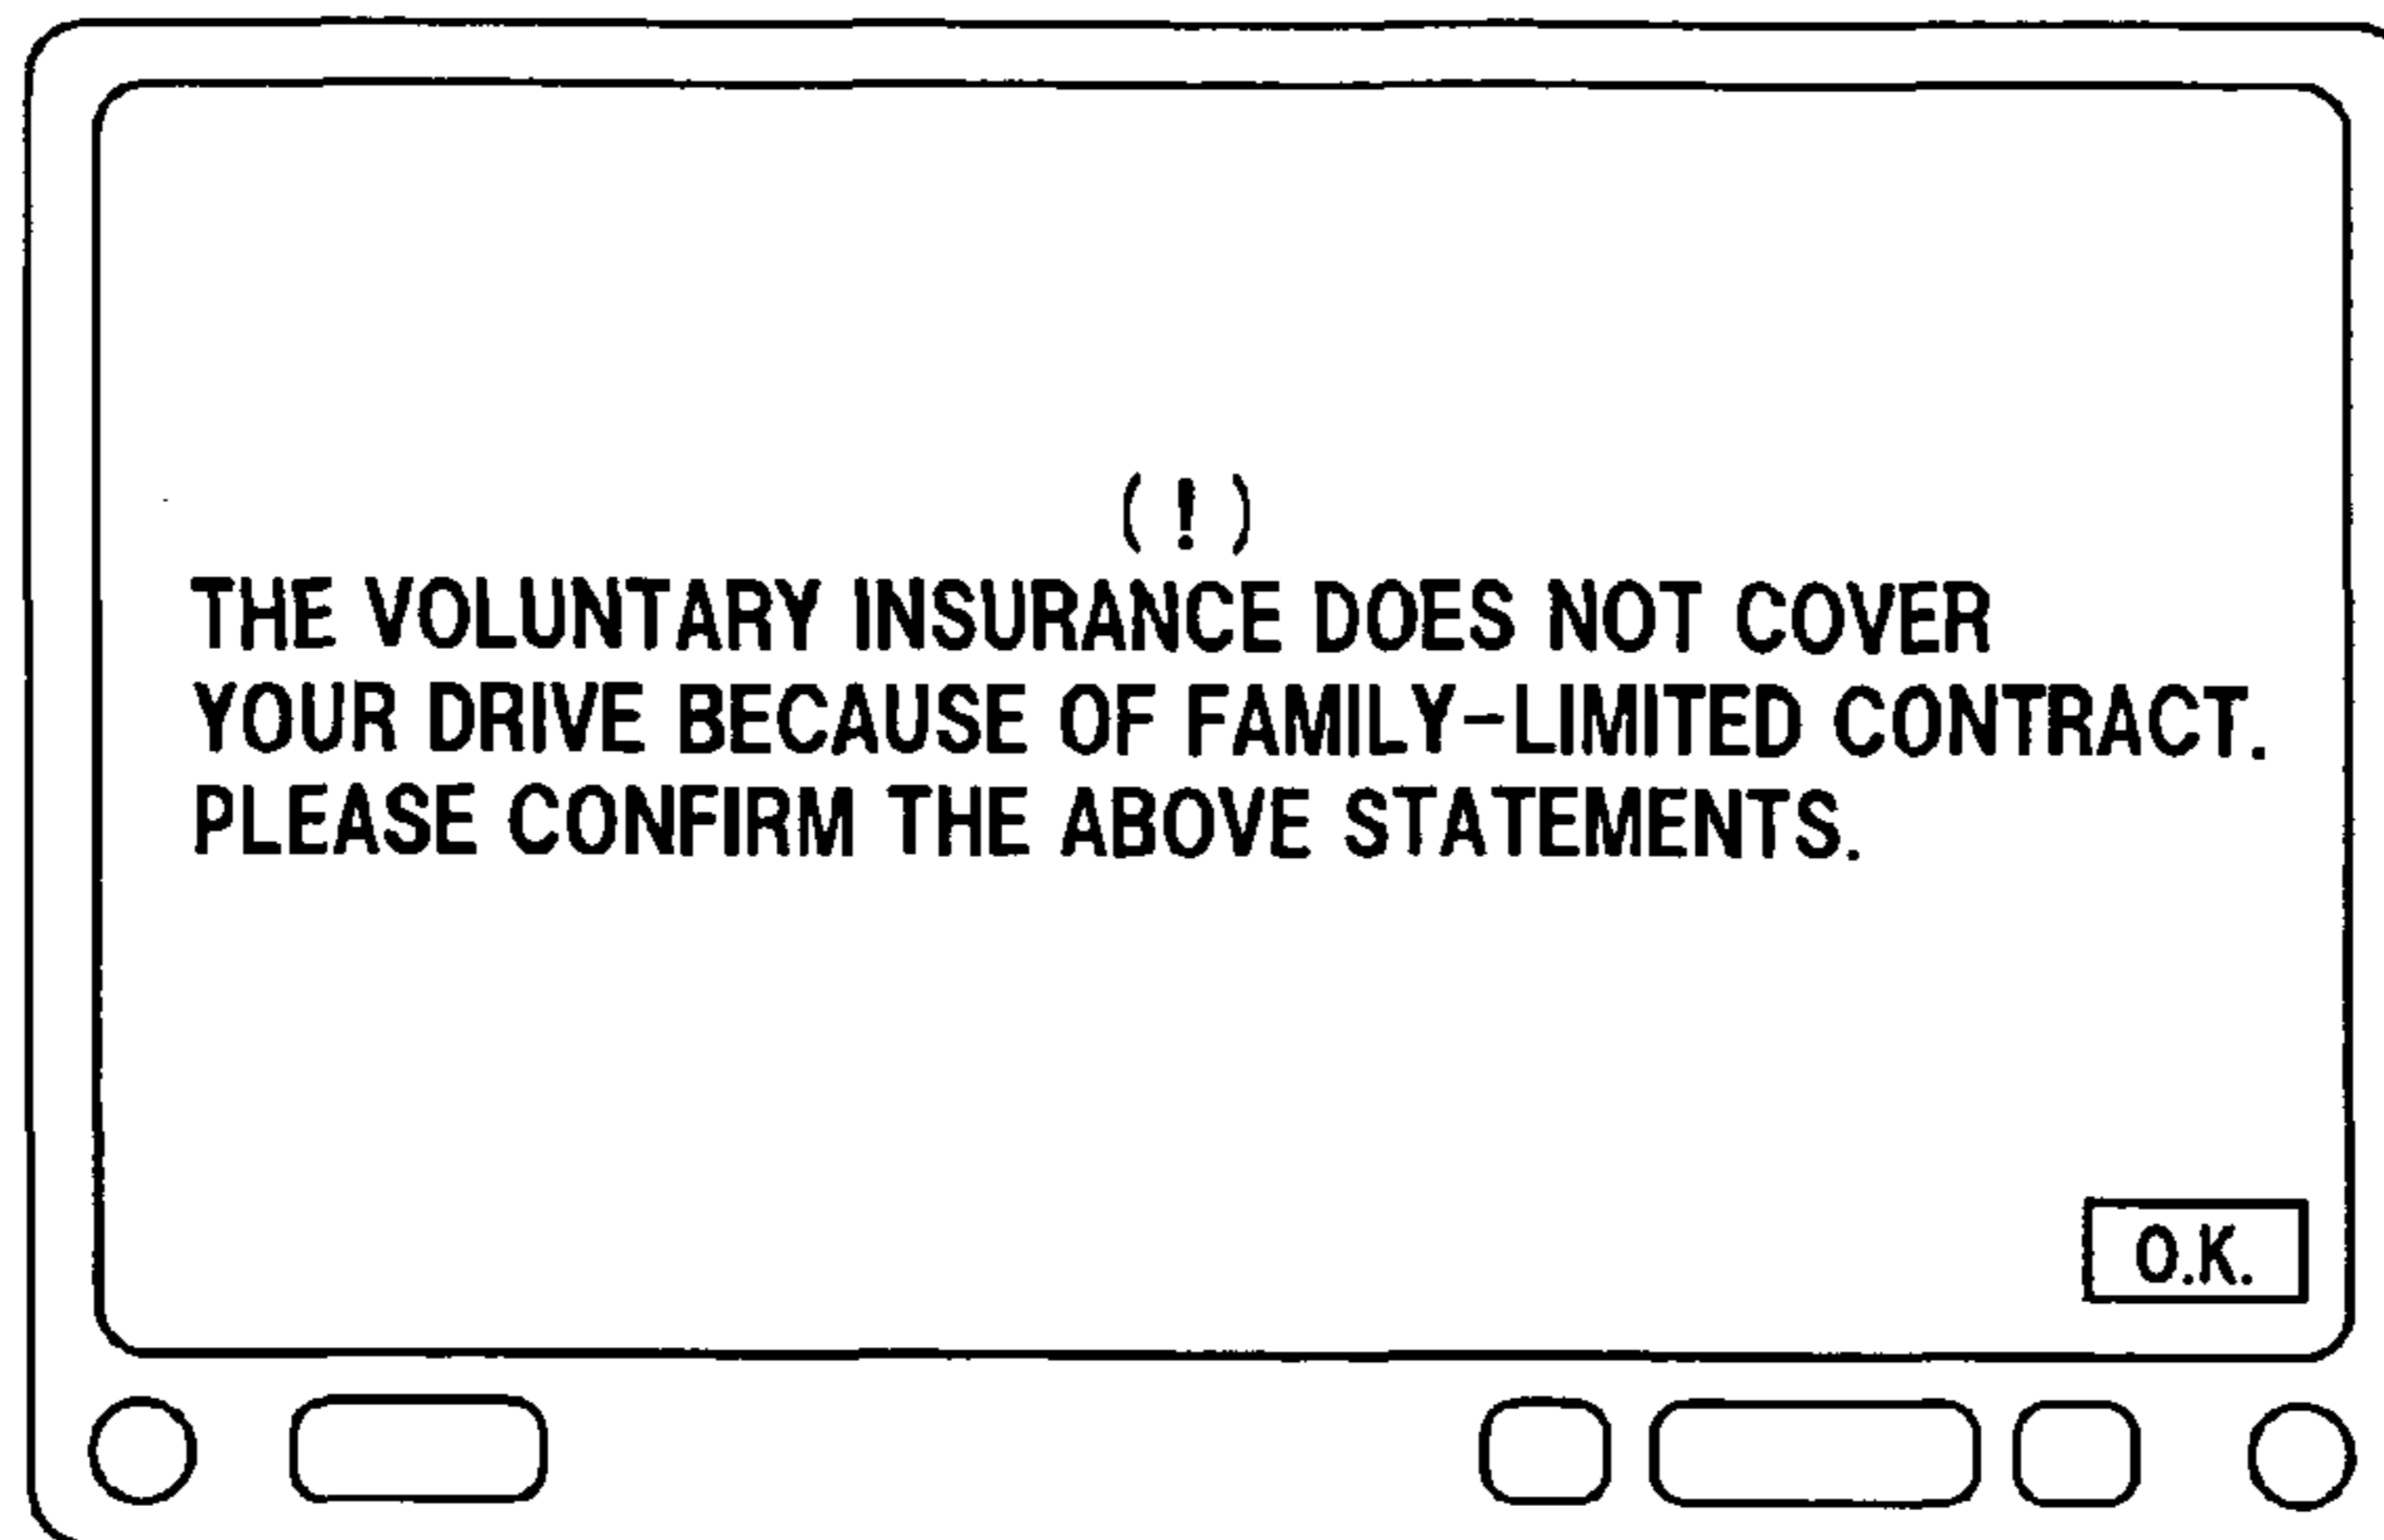 (!)
THE VOLUNTARY INSURANCE DOES NOT COVER
YOUR DRIVE BECAUSE OF FAMILY-LIMITED CONTRACT.
PLEASE CONFIRM THE ABOVE STATEMENTS.
O.K.